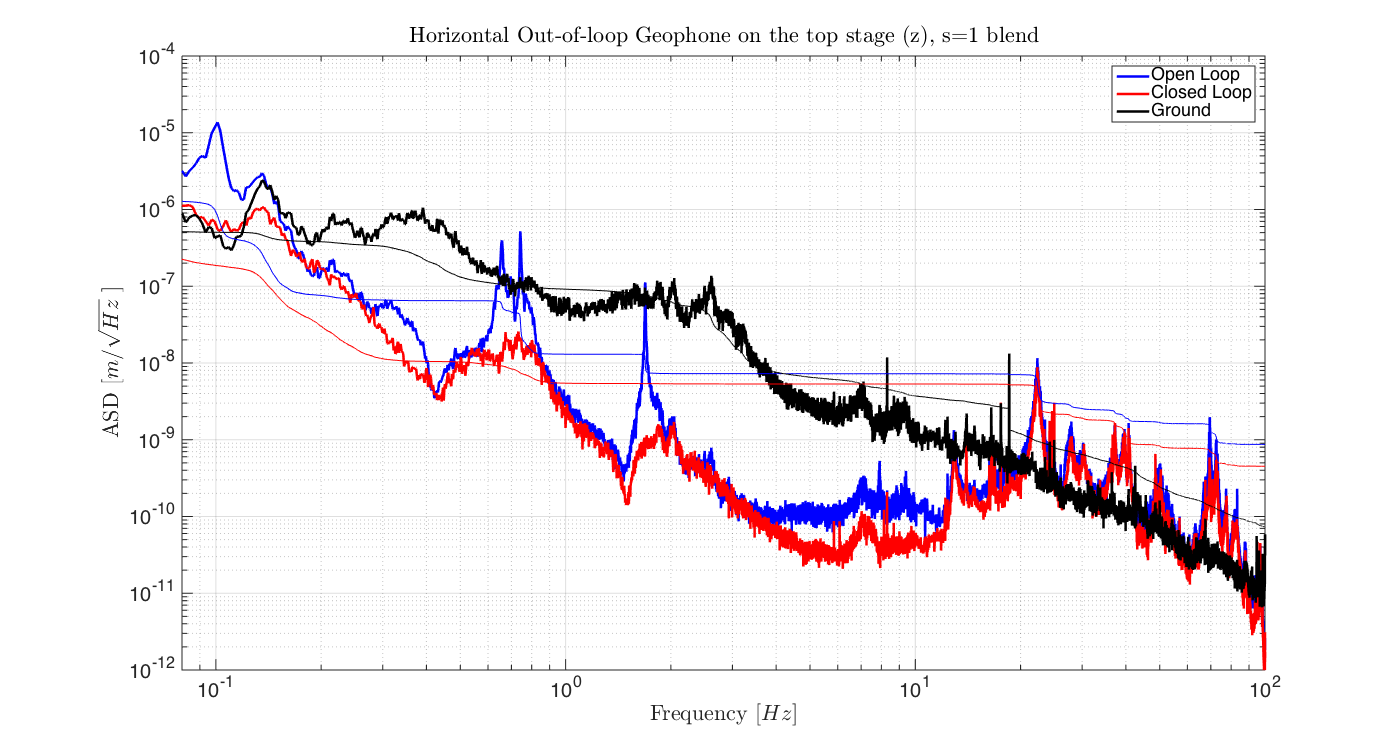 Horizontal Out-of-loop Geophone on the top stage (z), s=1 blend
Open Loop
Closed Loop
Ground
ASD [m/√Hz ]
10^-4
10^-5
10^-6
10^-7
10^-8
10^-9
10^-10
10^-11
10^-12
10^-1
10^0
10^1
10^2
Frequency [Hz]